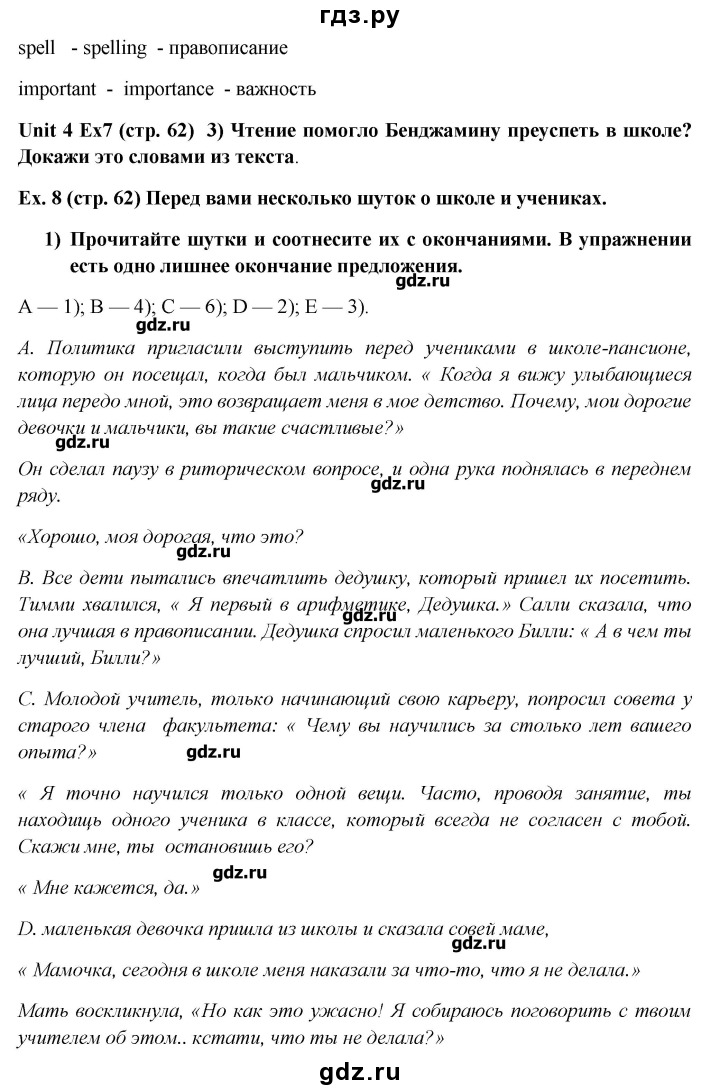 гдз.ру
spell - spelling - правописание
important - importance - важность
Unit 4 Ex7 (стр. 62) 3) Чтение помогло Бенджамину преуспеть в школе?
Докажи это словами из текста.
Ex. 8 (стр. 62) Перед вами несколько шуток о школе и учениках.
1) Прочитайте шутки и соотнесите их с окончаниями. В упражнении
есть одно лишнее окончание предложения.
gdz.ru
A — 1); B — 4); C — 6); D — 2); E — 3).
gdz.ru
A. Политика пригласили выступить перед учениками в школе-пансионе,
которую он посещал, когда был мальчиком. « Когда я вижу улыбающиеся
лица передо мной, это возвращает меня в мое детство. Почему, мои дорогие
девочки и мальчики, вы такие счастливые?»
gdz.ru
Он сделал паузу в риторическом вопросе, и одна рука поднялась в переднем
gdz.ru
ряду.
«Хорошо, моя дорогая, что это?
gdz.ru
B. Все дети пытались впечатлить дедушку, который пришел их посетить.
Тимми хвалился, « Я первый в арифметике, Дедушка.» Салли сказала, что
gdz.ru
она лучшая в правописании. Дедушка спросил маленького Билли: « А в чем ты
лучший, Билли?»
C. Молодой учитель, только начинающий свою карьеру, попросил совета у
старого члена факультета: « Чему вы научились за столько лет вашего
опыта?»
gdz.ru
« Я точно научился только одной вещи. Часто, проводя занятие, ты
находищь одного ученика в классе, который всегда не согласен с тобой.
Скажи мне, ты остановишь его?
gdz.ru
« Мне кажется, да.»
D. маленькая девочка пришла из школы и сказала совей маме,
gdz.ru
« Мамочка, сегодня в школе меня наказали за что-то, что я не делала.»
Мать воскликнула, «Но как это ужасно! Я собираюсь поговорить с твоим
учителем об этом.. кстати, что ты не делала?»
gdz.ru